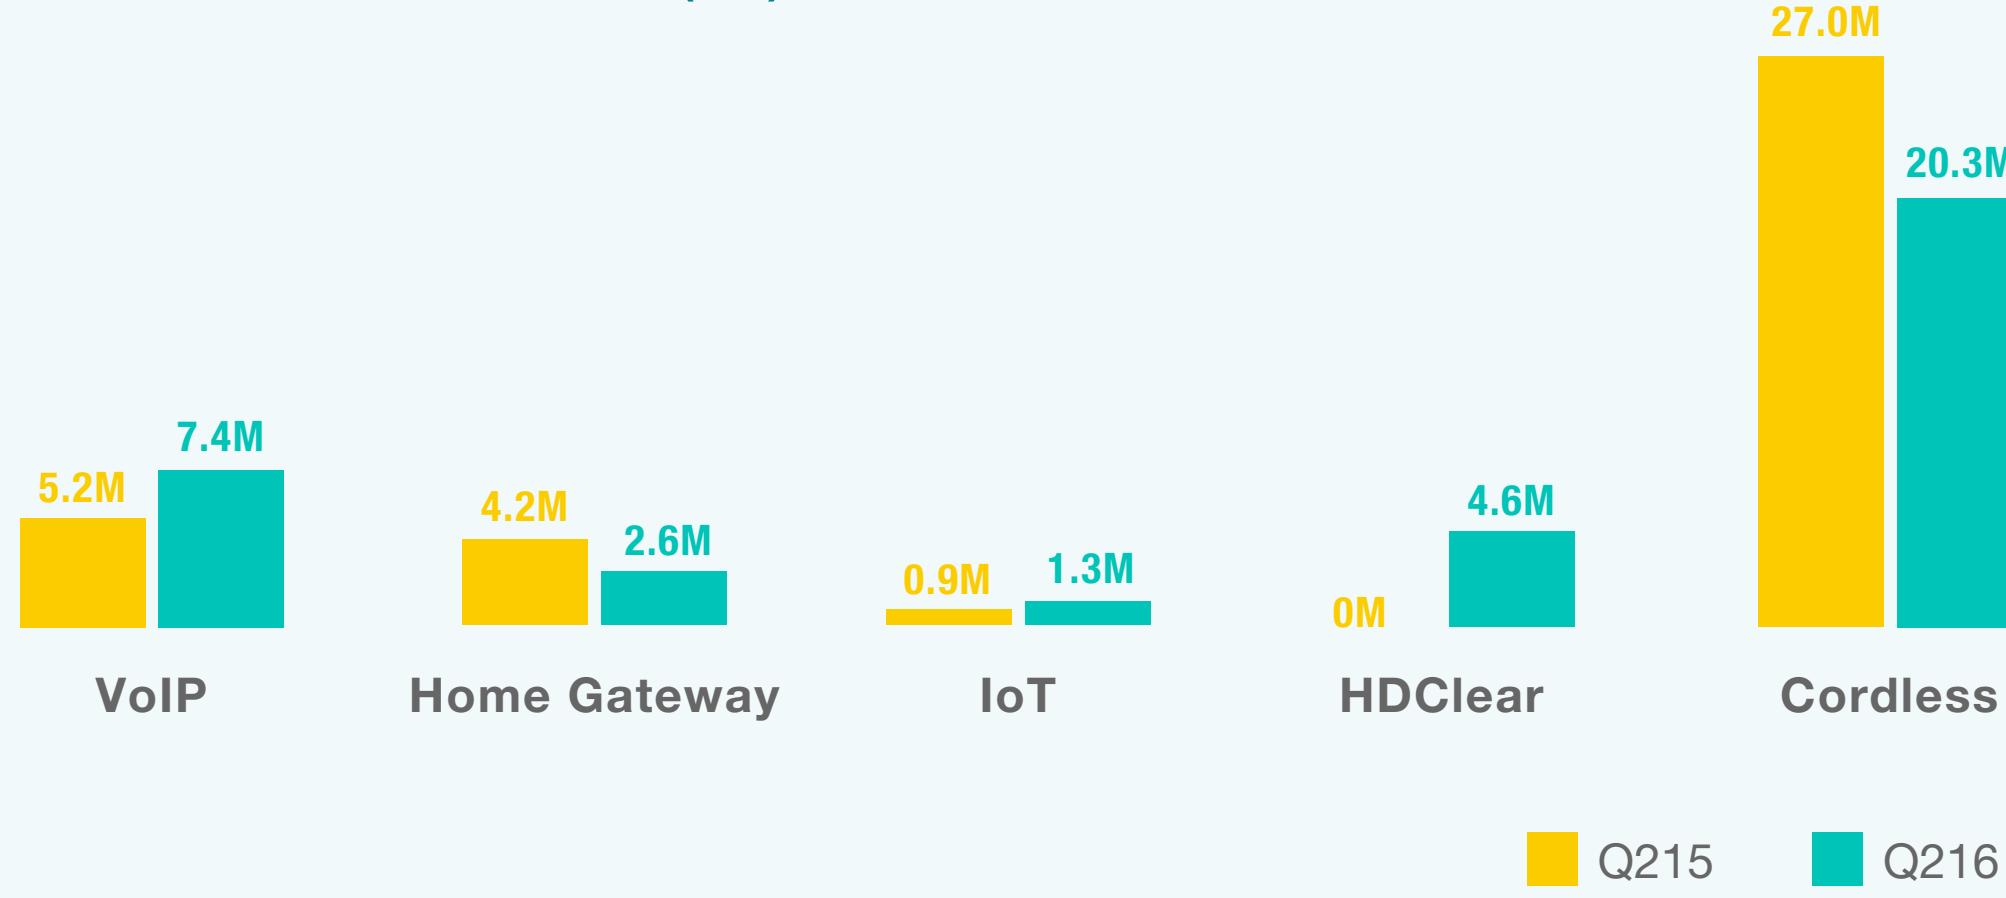 27.0M
20.3M
7.4M
5.2M
4.2M
2.6M
0.9M
1.3M
0M
4.6M
VoIP
Home Gateway
IoT
HDClear
Cordless
Q215
Q216